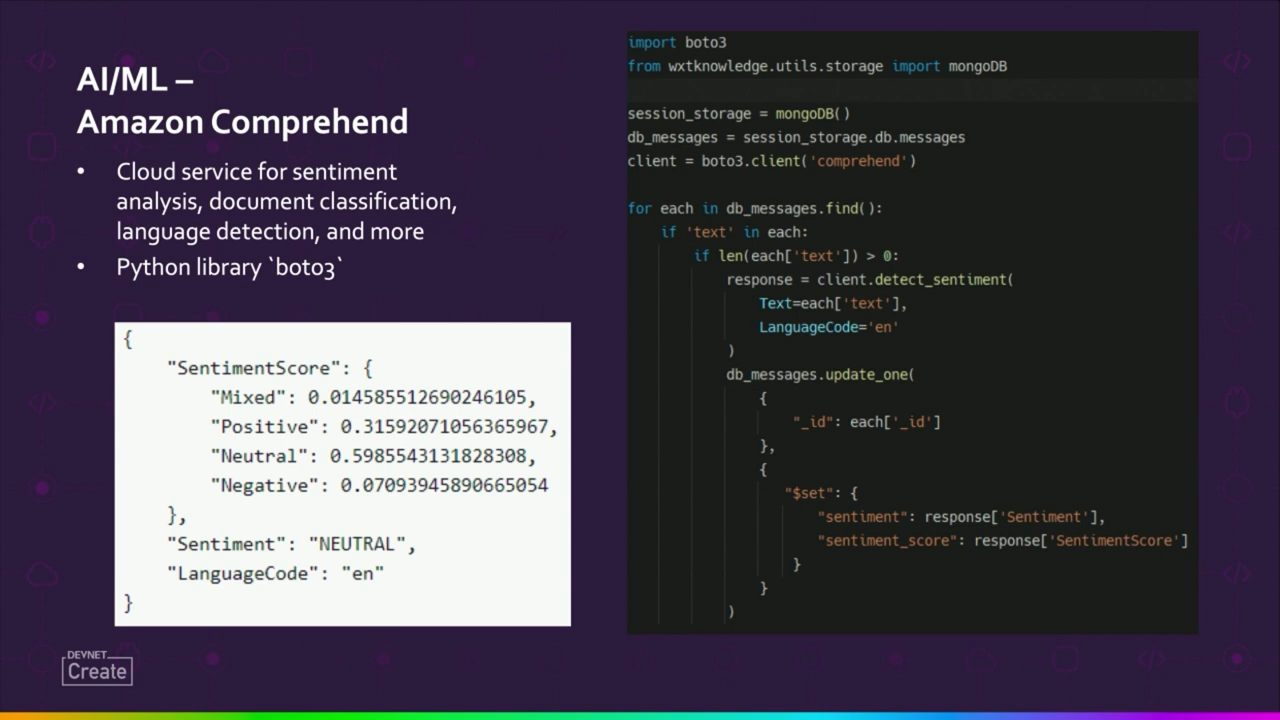 AI/ML –
Amazon Comprehend
• Cloud service for sentiment
analysis, document classification,
language detection, and more
• Python library `boto3`
{
    "SentimentScore": {
        "Mixed": 0.014585512690246105,
        "Positive": 0.31592071056365967,
        "Neutral": 0.5985543131828308,
        "Negative": 0.07093945890665054
    },
    "Sentiment": "NEUTRAL",
    "LanguageCode": "en"
}
DEVNET
Create
import boto3
from wxtknowledge.utils.storage import mongoDB

session_storage = mongoDB()
db_messages = session_storage.db.messages
client = boto3.client('comprehend')

for each in db_messages.find():
    if 'text' in each:
        if len(each['text']) > 0:
            response = client.detect_sentiment(
                Text=each['text'],
                LanguageCode='en'
            )
            db_messages.update_one(
                {
                    "_id": each['_id']
                },
                {
                   "$set": {
                       "sentiment": response['Sentiment'],
                       "sentiment_score": response['SentimentScore']
                    }
                }
            )